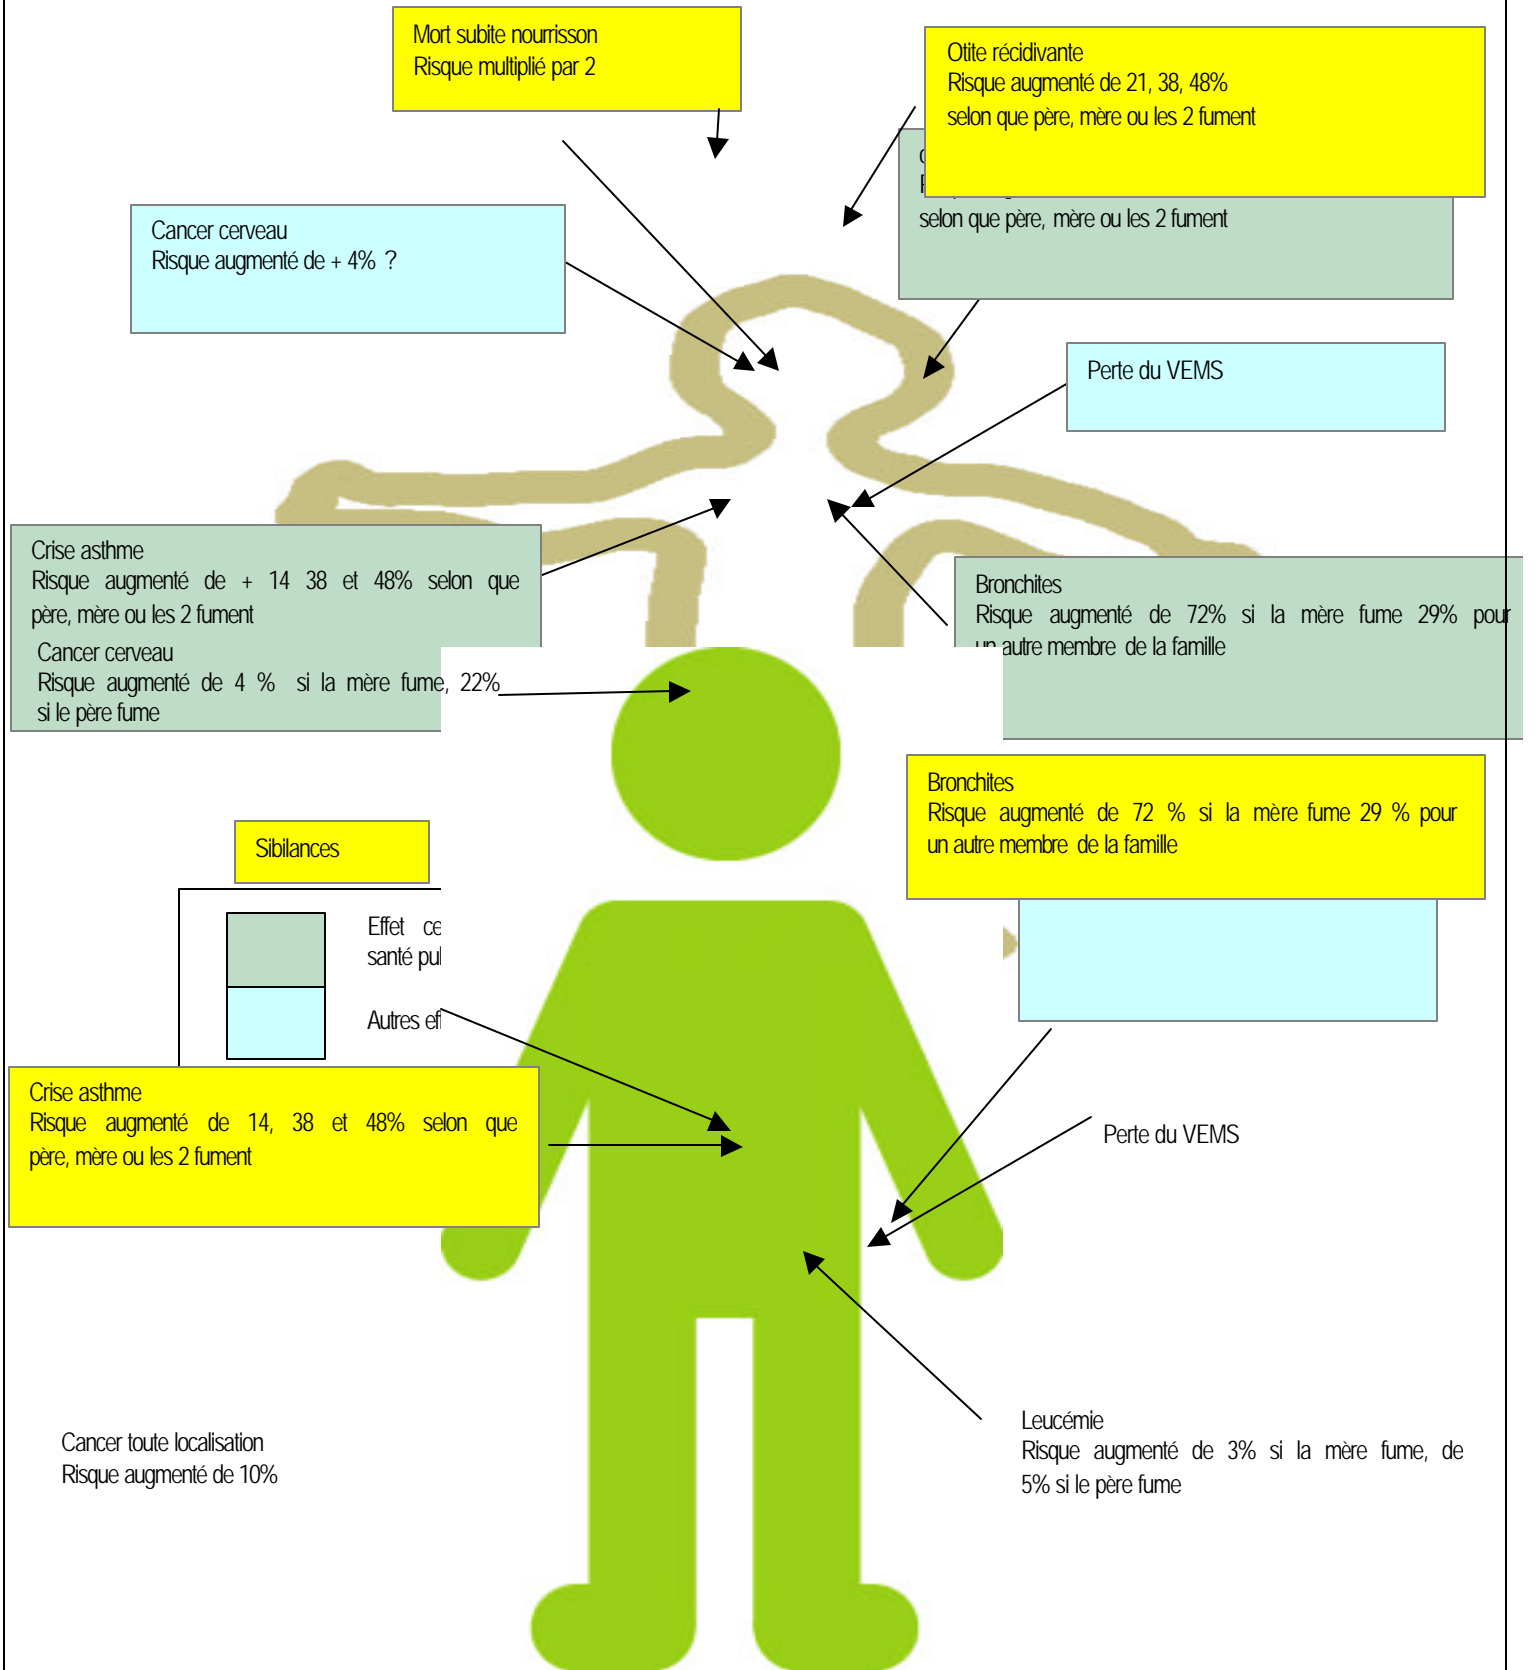 Mort subite nourrisson
Risque multiplié par 2
Otite récidivante
Risque augmenté de 21, 38, 48%
selon que père, mère ou les 2 fument
selon que père, mère ou les 2 fument
Cancer cerveau
Risque augmenté de + 4% ?
Perte du VEMS
Crise asthme
Risque augmenté de + 14 38 et 48% selon que
père, mère ou les 2 fument
Cancer cerveau
Risque augmenté de 4 % si la mère fume, 22%
si le père fume
Bronchites
Risque augmenté de 72% si la mère fume 29% pour
un autre membre de la famille
Bronchites
Risque augmenté de 72 % si la mère fume 29 % pour
un autre membre de la famille
Sibilances
Effet ce
santé
Autres
Crise asthme
Risque augmenté de 14, 38 et 48% selon que
père, mère ou les 2 fument
Perte du VEMS
Cancer toute localisation
Risque augmenté de 10%
Leucémie
Risque augmenté de 3% si la mère fume, de
5% si le père fume